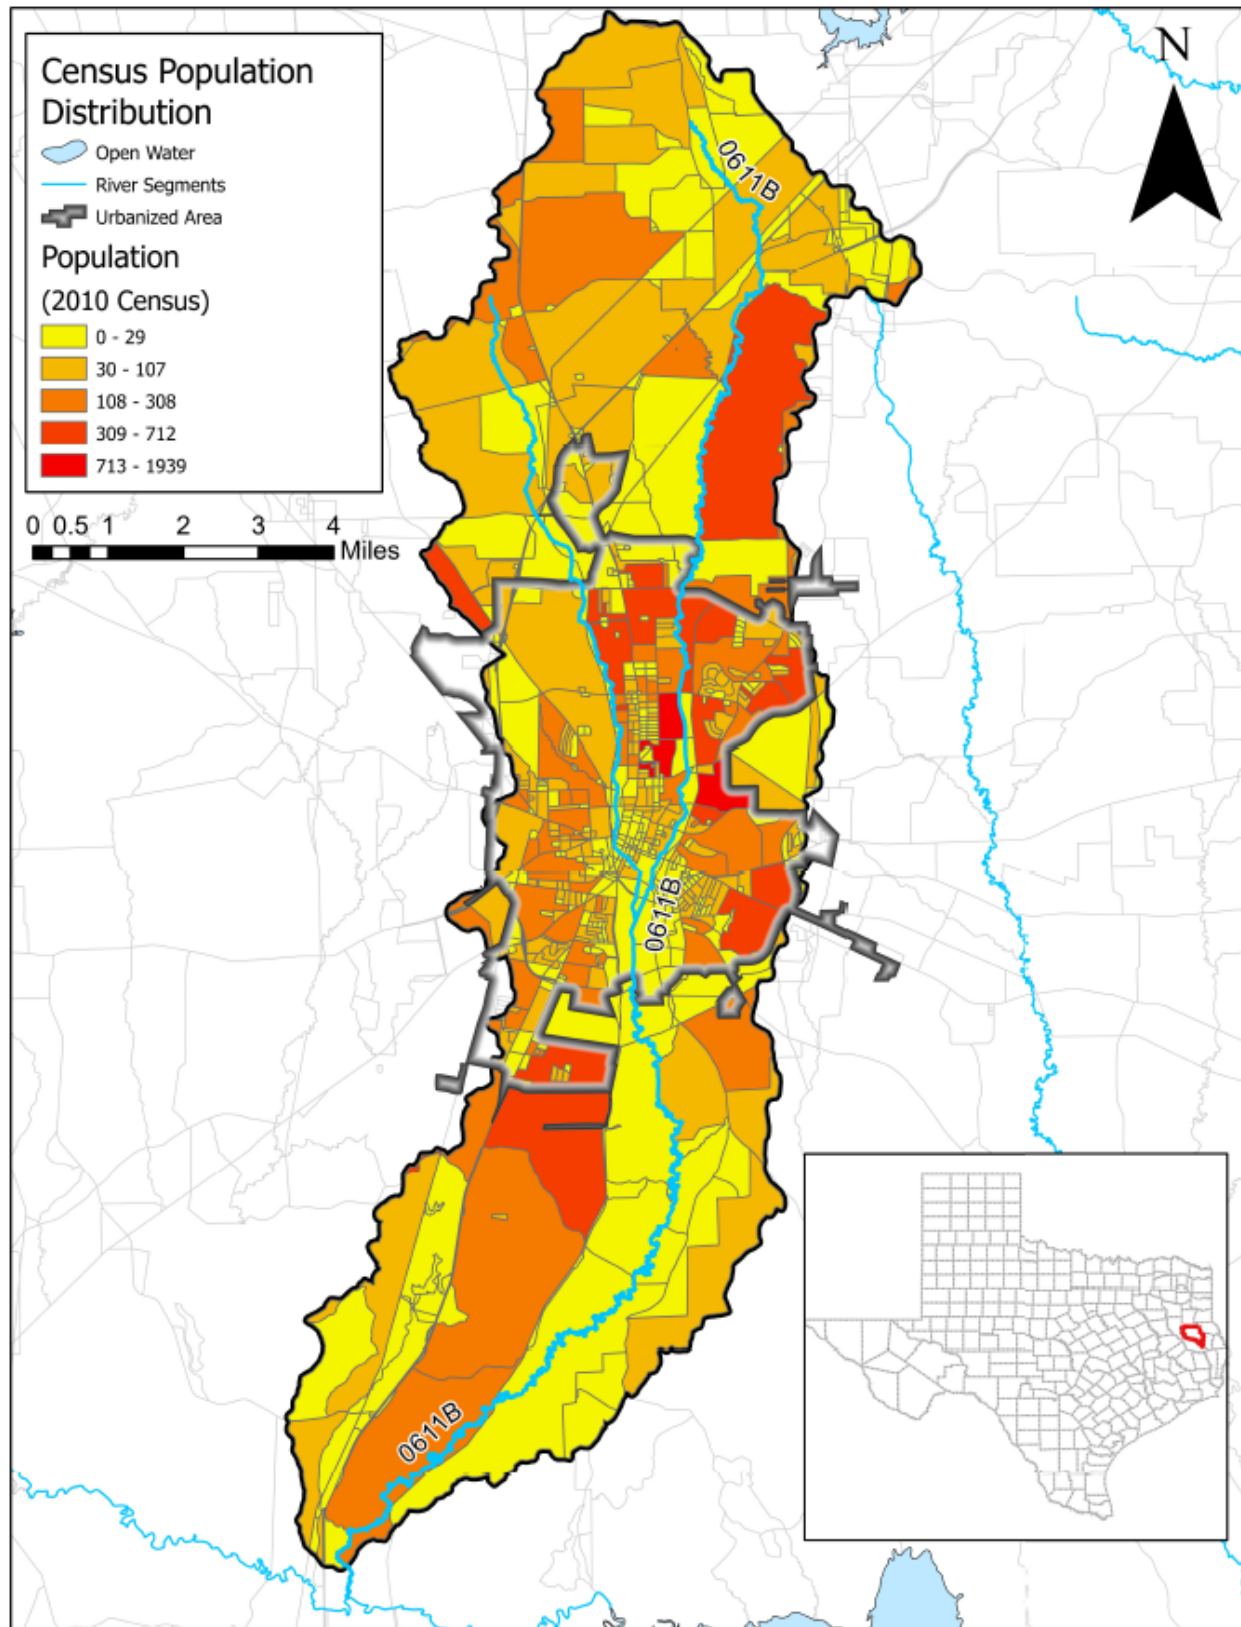 Census Population
Distribution
Open Water
River Segments
Urbanized Area
Population
(2010 Census)
0 - 29
30 - 107
108 - 308
309 - 712
713 - 1939
0 0.5 1 2 3 4
Miles
N
0611B
0611B
0611B